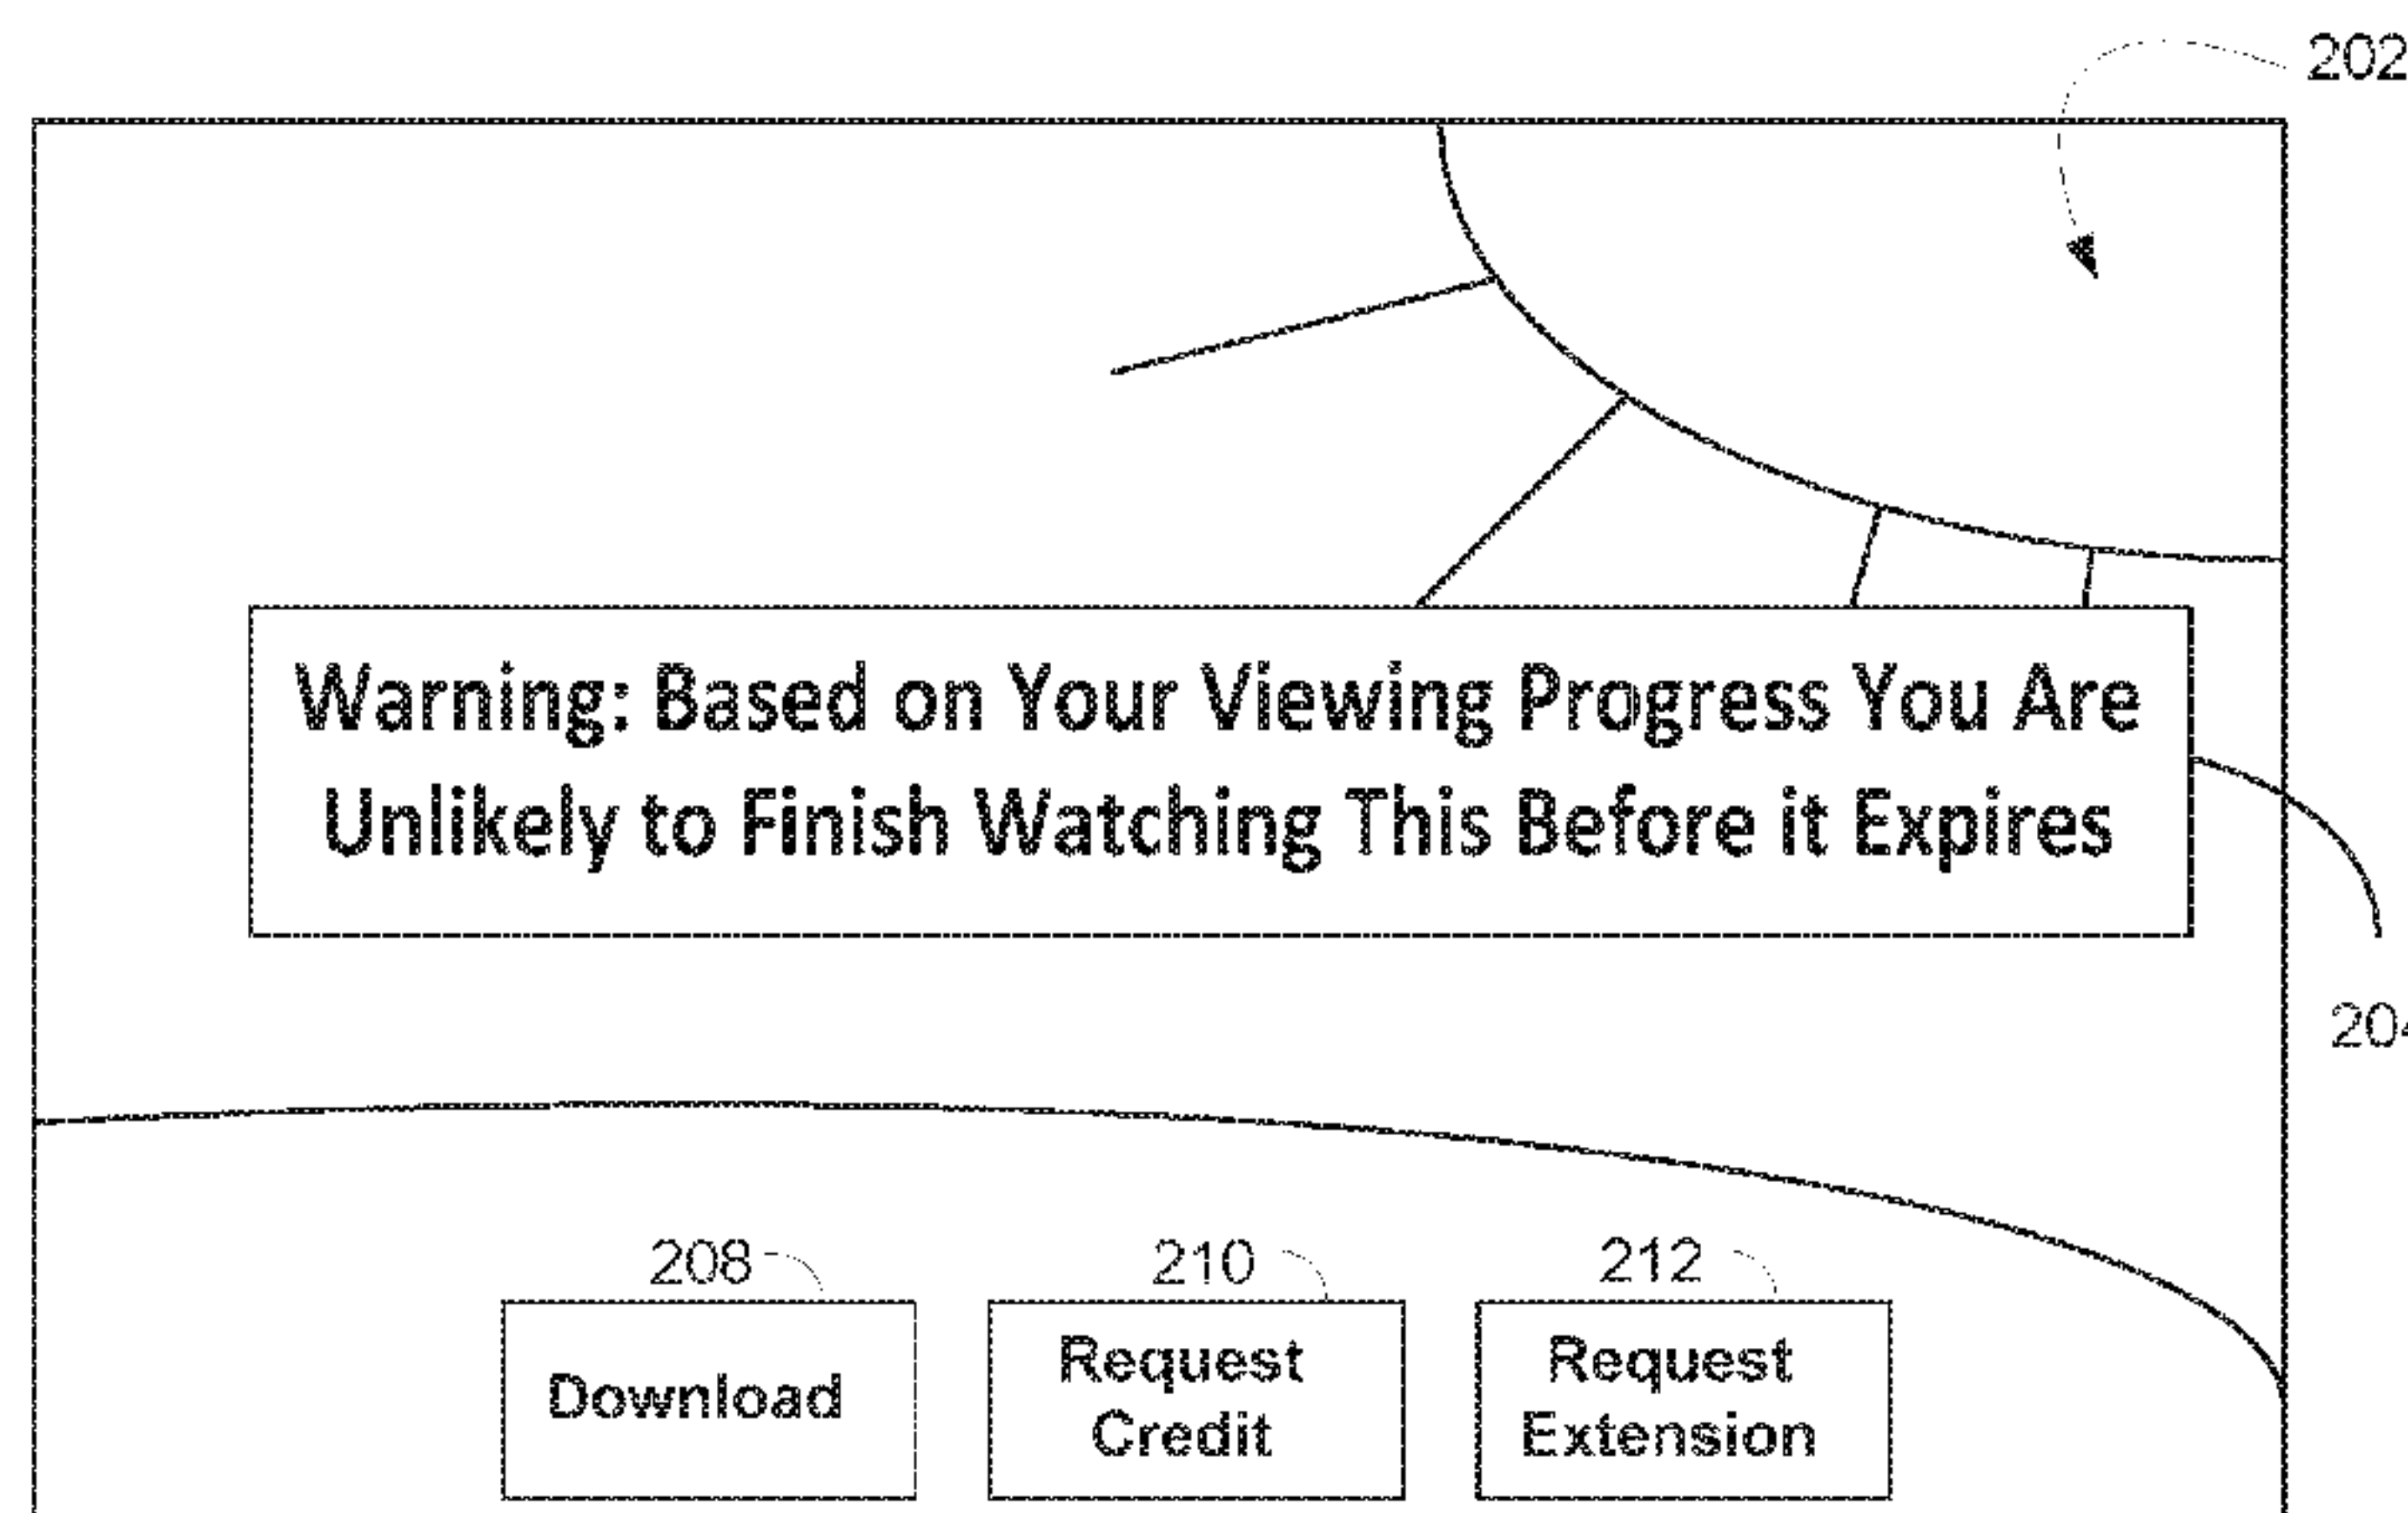 202
Warning: Based on Your Viewing Progress You Are
Unlikely to Finish Watching This Before it Expires
204
208 210 212
Download
Request
Credit
Request
Extension